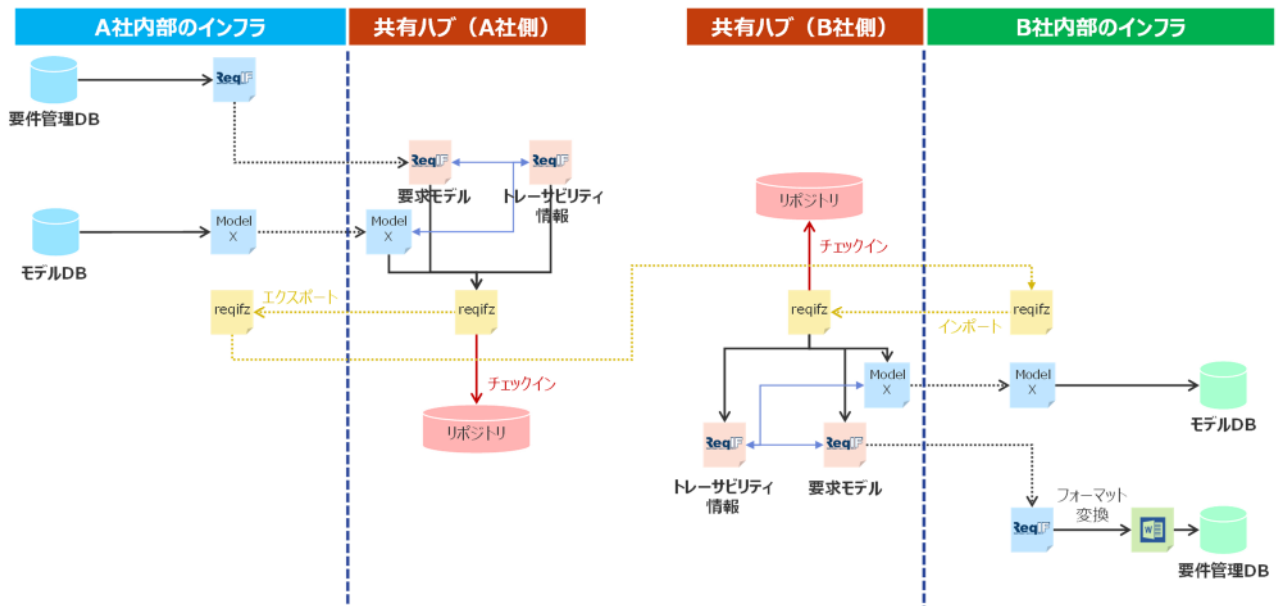 A社内部のインフラ
共有ハブ（A社側）
共有ハブ（B社側）
B社内部のインフラ
ReqIF
要件管理DB
ReqIF
ReqIF
要求モデル
トレーサビリティ
情報
Model
X
Model
X
モデルDB
リポジトリ
チェックイン
エクスポート
reqifz
reqifz
reqifz
reqifz
インポート
チェックイン
リポジトリ
Model
X
Model
X
モデルDB
ReqIF
ReqIF
トレーサビリティ
情報
要求モデル
フォーマット
変換
ReqIF
W
要件管理DB